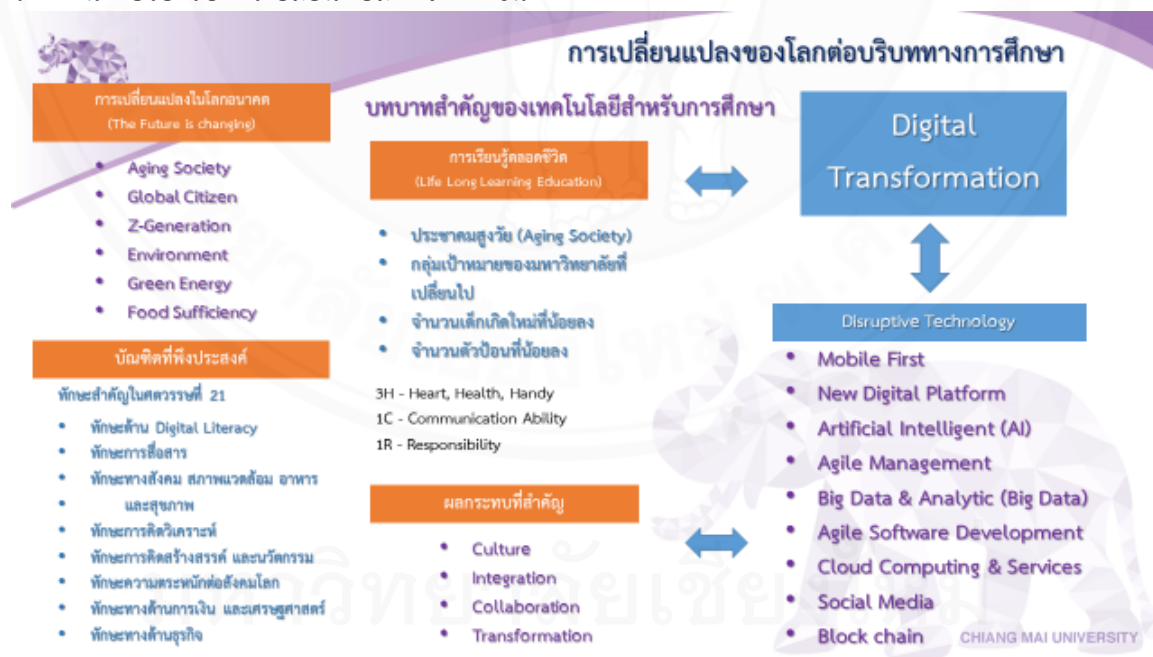 การเปลี่ยนแปลงของโลกต่อบริบททางการศึกษา
การเปลี่ยนแปลงในโลกอนาคต
(The Future is changing)
• Aging Society
• Global Citizen
• Z-Generation
• Environment
• Green Energy
• Food Sufficiency
บัณฑิตที่พึงประสงค์
ทักษะสำคัญในศตวรรษที่ 21
• ทักษะด้าน Digital Literacy
• ทักษะการสื่อสาร
• ทักษะทางสังคม สภาพแวดล้อม อาหาร
• และสุขภาพ
• ทักษะการคิดวิเคราะห์
• ทักษะการคิดสร้างสรรค์ และนวัตกรรม
• ทักษะความตระหนักต่อสังคมโลก
• ทักษะทางด้านการเงิน และเศรษฐศาสตร์
• ทักษะทางด้านธุรกิจ
บทบาทสำคัญของเทคโนโลยีสำหรับการศึกษา
การเรียนรู้ตลอดชีวิต
(Life Long Learning Education)
• ประชาคมสูงวัย (Aging Society)
• กลุ่มเป้าหมายของมหาวิทยาลัยที่
เปลี่ยนไป
• จำนวนเด็กเกิดใหม่ที่น้อยลง
• จำนวนตัวป้อนที่น้อยลง
3H - Heart, Health, Handy
1C - Communication Ability
1R - Responsibility
ผลกระทบที่สำคัญ
• Culture
• Integration
• Collaboration
• Transformation
Digital
Transformation
Disruptive Technology
• Mobile First
• New Digital Platform
• Artificial Intelligent (AI)
• Agile Management
• Big Data & Analytic (Big Data)
• Agile Software Development
• Cloud Computing & Services
• Social Media
• Block chain
CHIANG MAI UNIVERSITY
มหาวิทยาลัยเชียงใหม่